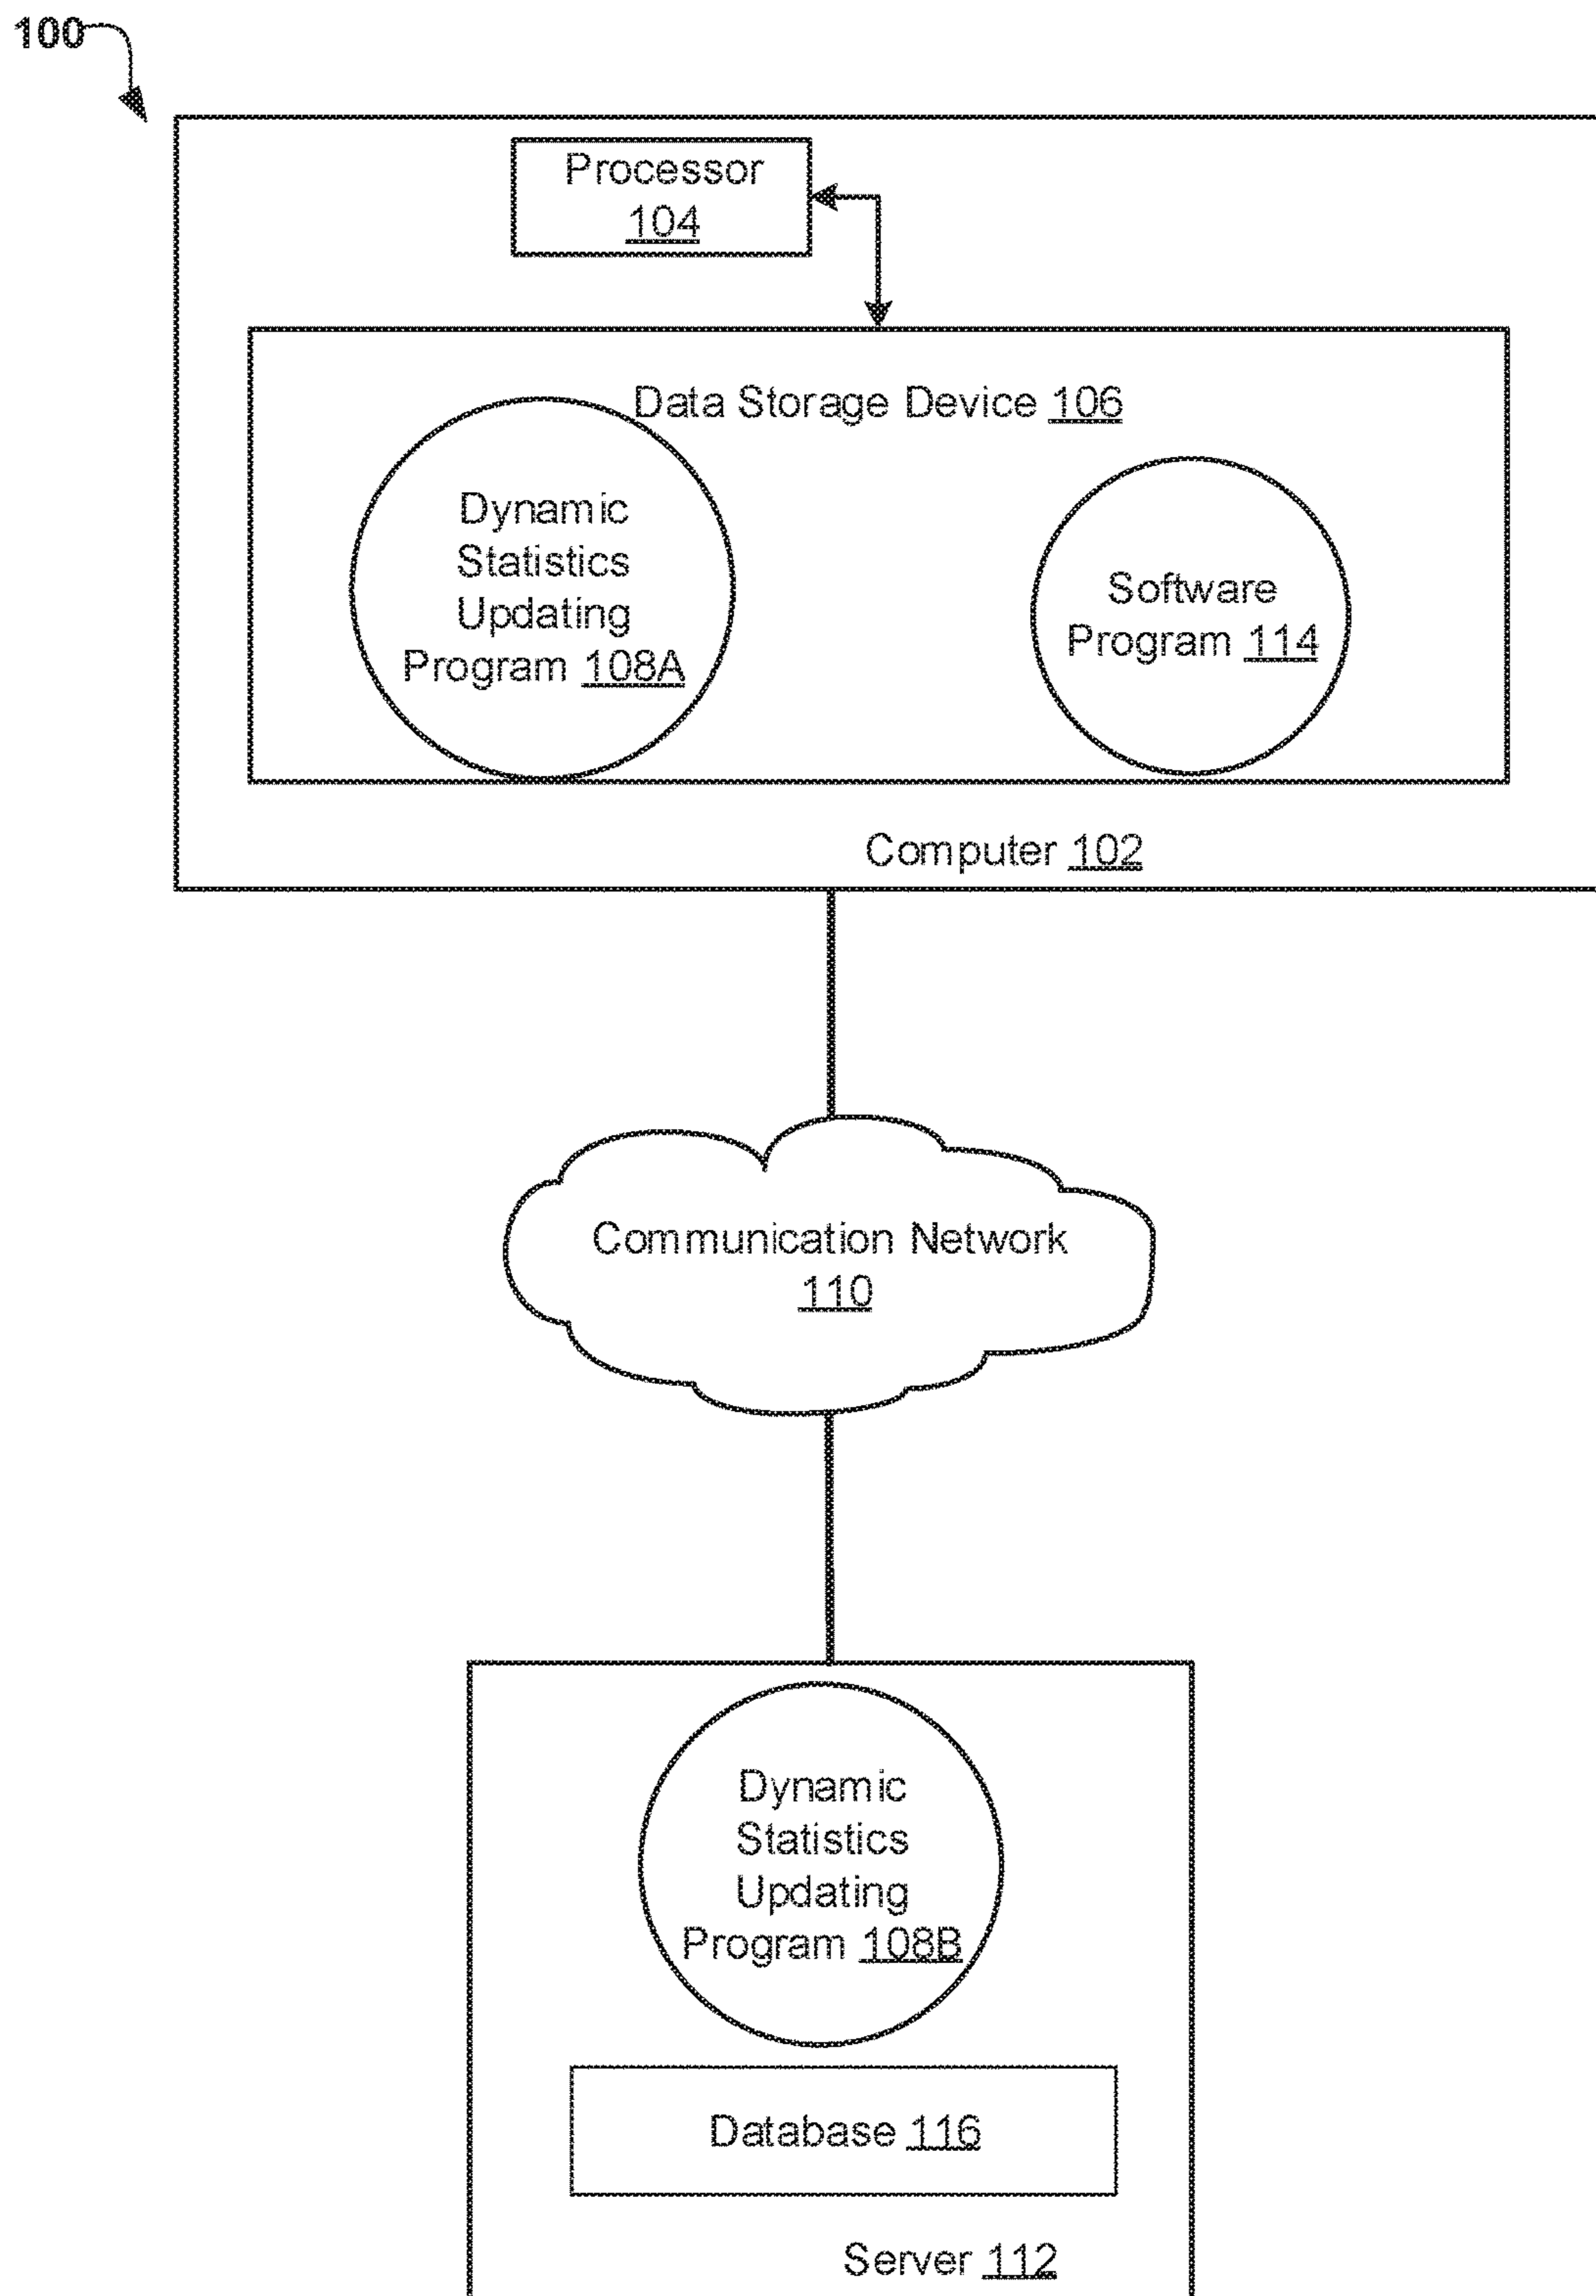 100
Processor
104
Data Storage Device 106
Dynamic
Statistics
Updating
Program 108A
Software
Program 114
Computer 102
Communication Network
110
Dynamic
Statistics
Updating
Program 108B
Database 116
Server 112